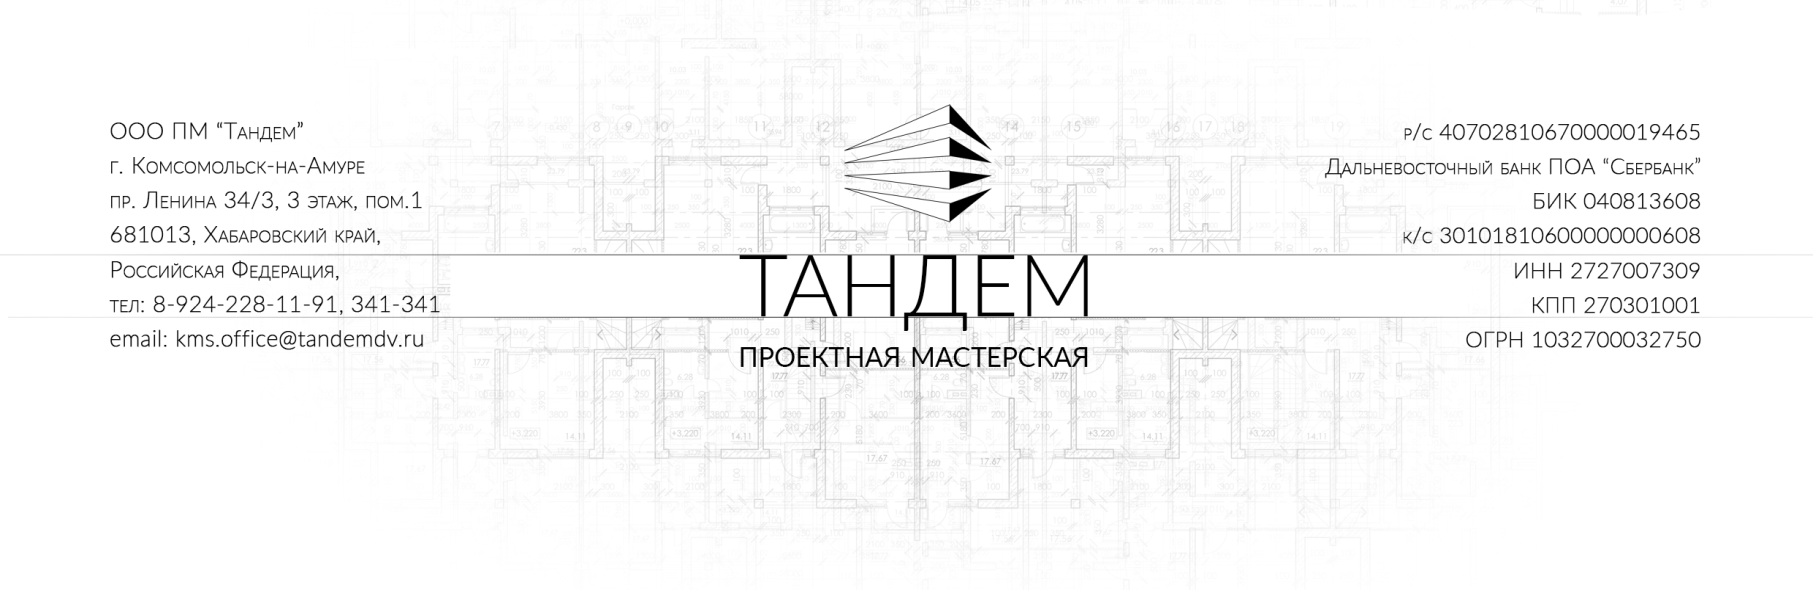 ООО ПМ “Тандем”
г. Комсомольск-на-Амуре
пр. Ленина 34/3, 3 этаж, пом.1
681013, Хабаровский край,
Российская Федерация,
тел: 8-924-228-11-91, 341-341
email: kms.office@tandemdv.ru
ТАНДЕМ
ПРОЕКТНАЯ МАСТЕРСКАЯ
р/с 40702810670000019465
Дальневосточный банк ПОА “Сбербанк”
БИК 040813608
к/с 30101810600000000608
ИНН 2727007309
КПП 270301001
ОГРН 1032700032750